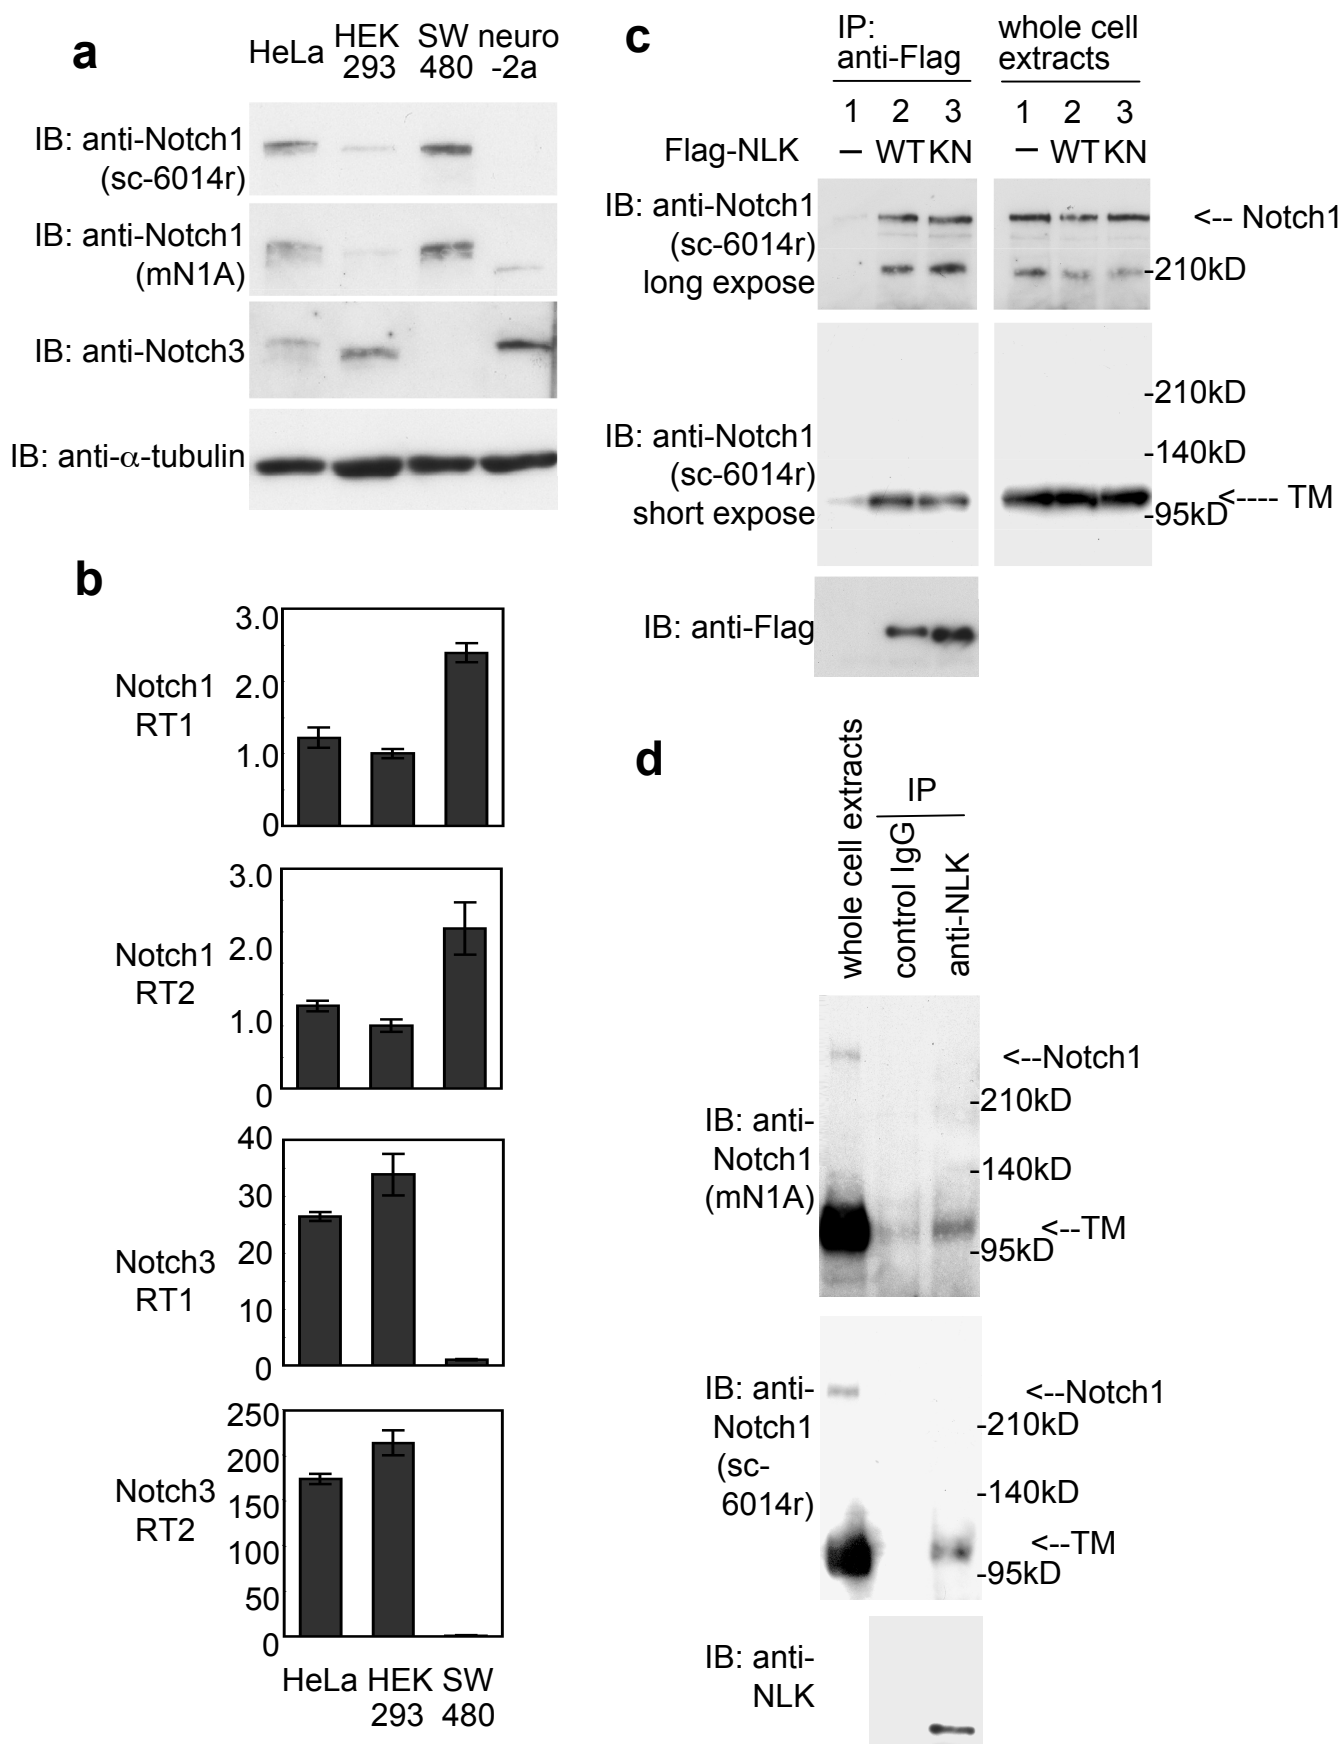 a
HeLa HEK 293 SW 480 neuro -2a
IB: anti-Notch1
(sc-6014r)
IB: anti-Notch1
(mN1A)
IB: anti-Notch3
IB: anti-α-tubulin
b
Notch1
RT1
3.0
2.0
1.0
0
Notch1
RT2
3.0
2.0
1.0
0
Notch3
RT1
40
30
20
10
0
Notch3
RT2
250
200
150
100
50
0
HeLa HEK SW
293 480
c
IP:
anti-Flag
whole cell
extracts
1 2 3 1 2 3
Flag-NLK – WT KN – WT KN
IB: anti-Notch1
(sc-6014r)
long expose
<-- Notch1
-210kD
IB: anti-Notch1
(sc-6014r)
short expose
-210kD
-140kD
<---- TM
-95kD
IB: anti-Flag
d
whole cell extracts
IP
control IgG
anti-NLK
IB: anti-
Notch1
(mN1A)
<--Notch1
-210kD
-140kD
<--TM
-95kD
IB: anti-
Notch1
(sc-
6014r)
<--Notch1
-210kD
-140kD
<--TM
-95kD
IB: anti-
NLK